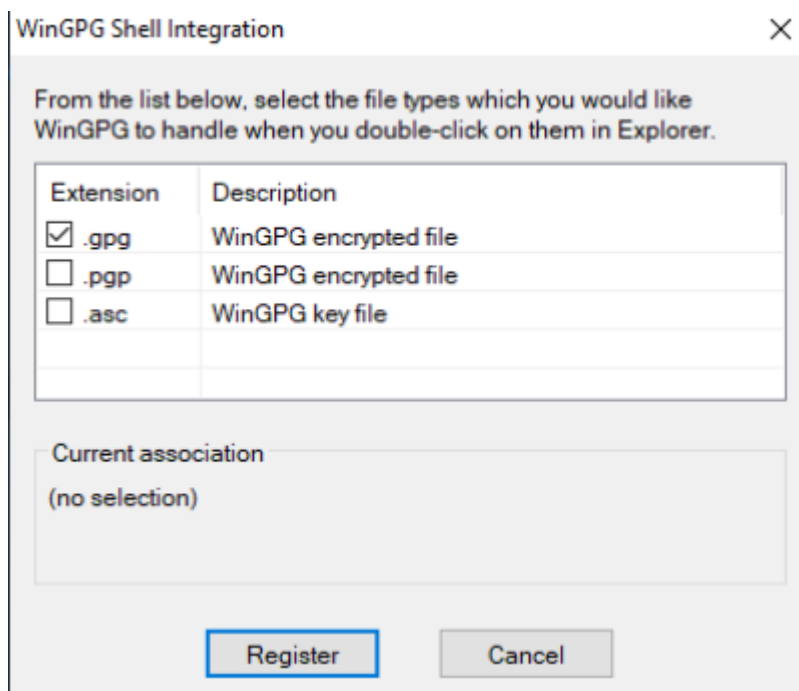 WinGPG Shell Integration
From the list below, select the file types which you would like
WinGPG to handle when you double-click on them in Explorer.
Extension Description
.gpg WinGPG encrypted file
.pgp WinGPG encrypted file
.asc WinGPG key file
Current association
(no selection)
Register Cancel